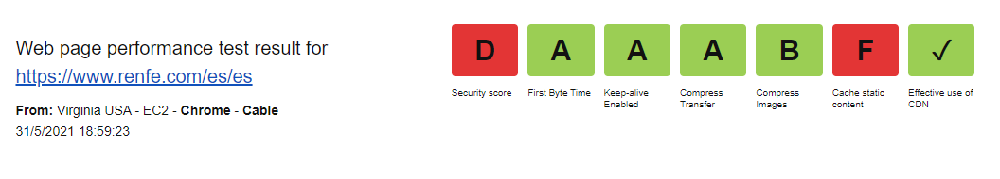 Web page performance test result for
https://www.renfe.com/es/es
From: Virginia USA - EC2 - Chrome - Cable
31/5/2021 18:59:23
D A A A B F ✓
Security score First Byte Time Keep-alive Compress Compress Cache static Effective use of
Enabled Transfer Images content CDN